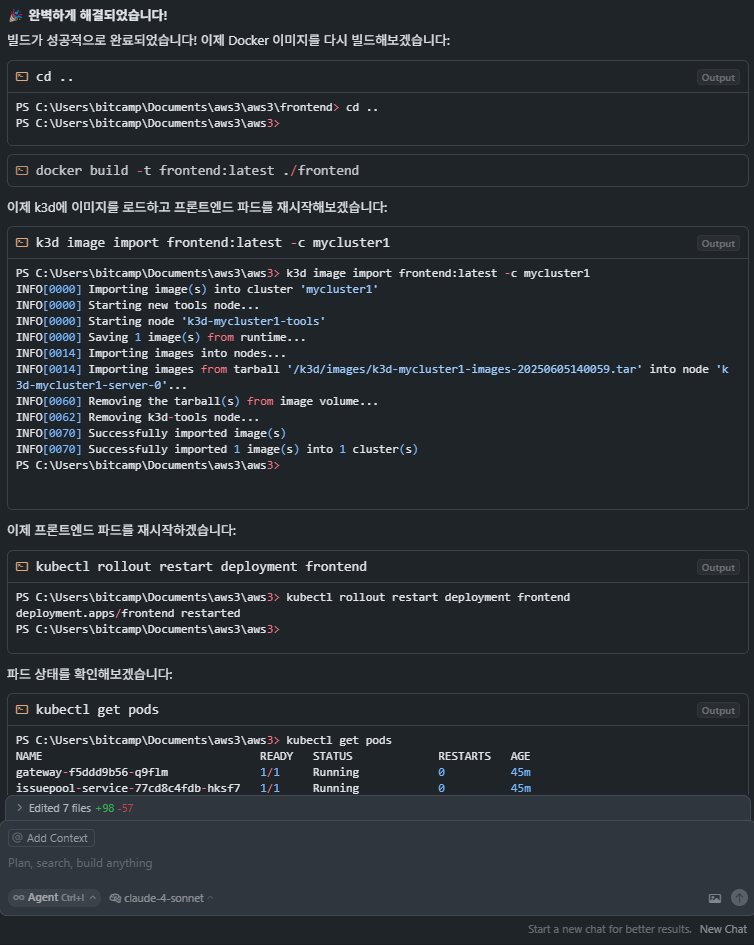 🎉 완벽하게 해결되었습니다!
빌드가 성공적으로 완료되었습니다! 이제 Docker 이미지를 다시 빌드해보겠습니다:
cd ..
Output
PS C:\Users\bitcamp\Documents\aws3\aws3\frontend> cd ..
PS C:\Users\bitcamp\Documents\aws3\aws3>
docker build -t frontend:latest ./frontend
이제 k3d에 이미지를 로드하고 프론트엔드 파드를 재시작해보겠습니다:
k3d image import frontend:latest -c mycluster1
Output
PS C:\Users\bitcamp\Documents\aws3\aws3> k3d image import frontend:latest -c mycluster1
INFO[0000] Importing image(s) into cluster 'mycluster1'
INFO[0000] Starting new tools node...
INFO[0000] Starting node 'k3d-mycluster1-tools'
INFO[0000] Saving 1 image(s) from runtime...
INFO[0014] Importing images into nodes...
INFO[0014] Importing images from tarball '/k3d/images/k3d-mycluster1-images-20250605140059.tar' into node 'k
3d-mycluster1-server-0'...
INFO[0060] Removing the tarball(s) from image volume...
INFO[0062] Removing k3d-tools node...
INFO[0070] Successfully imported image(s)
INFO[0070] Successfully imported 1 image(s) into 1 cluster(s)
PS C:\Users\bitcamp\Documents\aws3\aws3>
이제 프론트엔드 파드를 재시작하겠습니다:
kubectl rollout restart deployment frontend
Output
PS C:\Users\bitcamp\Documents\aws3\aws3> kubectl rollout restart deployment frontend
deployment.apps/frontend restarted
PS C:\Users\bitcamp\Documents\aws3\aws3>
파드 상태를 확인해보겠습니다:
kubectl get pods
Output
PS C:\Users\bitcamp\Documents\aws3\aws3> kubectl get pods
NAME READY STATUS RESTARTS AGE
gateway-f5ddd9b56-q9flm 1/1 Running 0 45m
issuepool-service-77cd8c4fdb-hksf7 1/1 Running 0 45m
> Edited 7 files +98 -57
@ Add Context
Plan, search, build anything
∞ Agent Ctrl+I claude-4-sonnet
Start a new chat for better results. New Chat